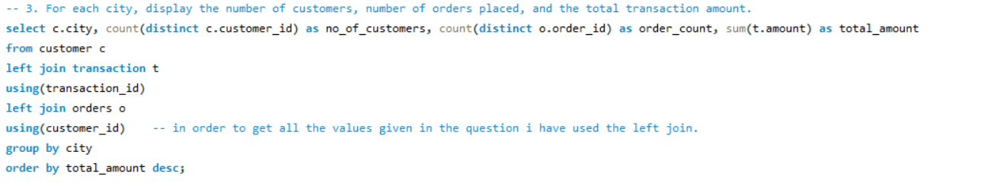 -- 3. For each city, display the number of customers, number of orders placed, and the total transaction amount.
select c.city, count(distinct c.customer_id) as no_of_customers, count(distinct o.order_id) as order_count, sum(t.amount) as total_amount
from customer c
left join transaction t
using(transaction_id)
left join orders o
using(customer_id)    -- in order to get all the values given in the question i have used the left join.
group by city
order by total_amount desc;